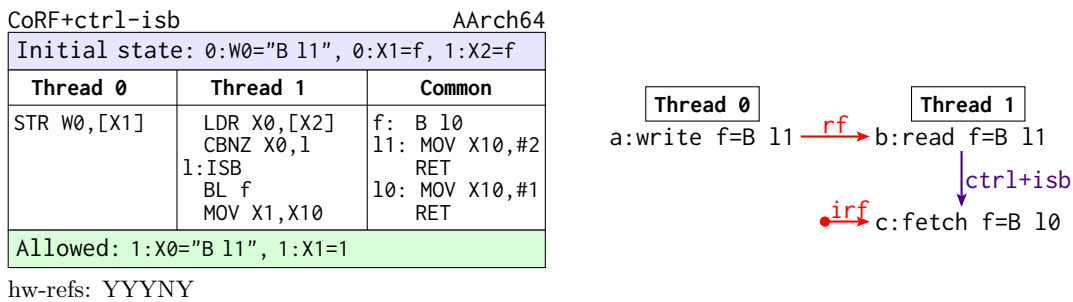 CoRF+ctrl-isb AArch64
Initial state: 0:W0="B l1", 0:X1=f, 1:X2=f
Thread 0 Thread 1 Common
STR W0,[X1] LDR X0,[X2] f: B l0
CBNZ X0,l l1: MOV X10,#2
l:ISB RET
BL f l0: MOV X10,#1
MOV X1,X10 RET
Allowed: 1:X0="B l1", 1:X1=1
hw-refs: YYYNY
Thread 0 Thread 1
a:write f=B l1 rf b:read f=B l1
ctrl+isb
irf c:fetch f=B l0